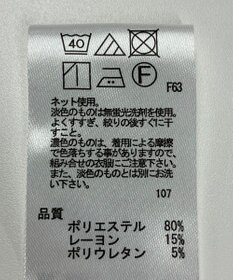 40
F
F63
ネット使用。
淡色のものは無蛍光洗剤を使用。
よくすすぎ、絞りの後すぐに干
すこと。
濃色のものは、着用による摩擦
で色落ちする事がありますので、
組み合せの衣服にご注意下さい。
また、淡色のものとは別にお洗
い下さい。
107
品質
ポリエステル 80%
レーヨン 15%
ポリウレタン 5%